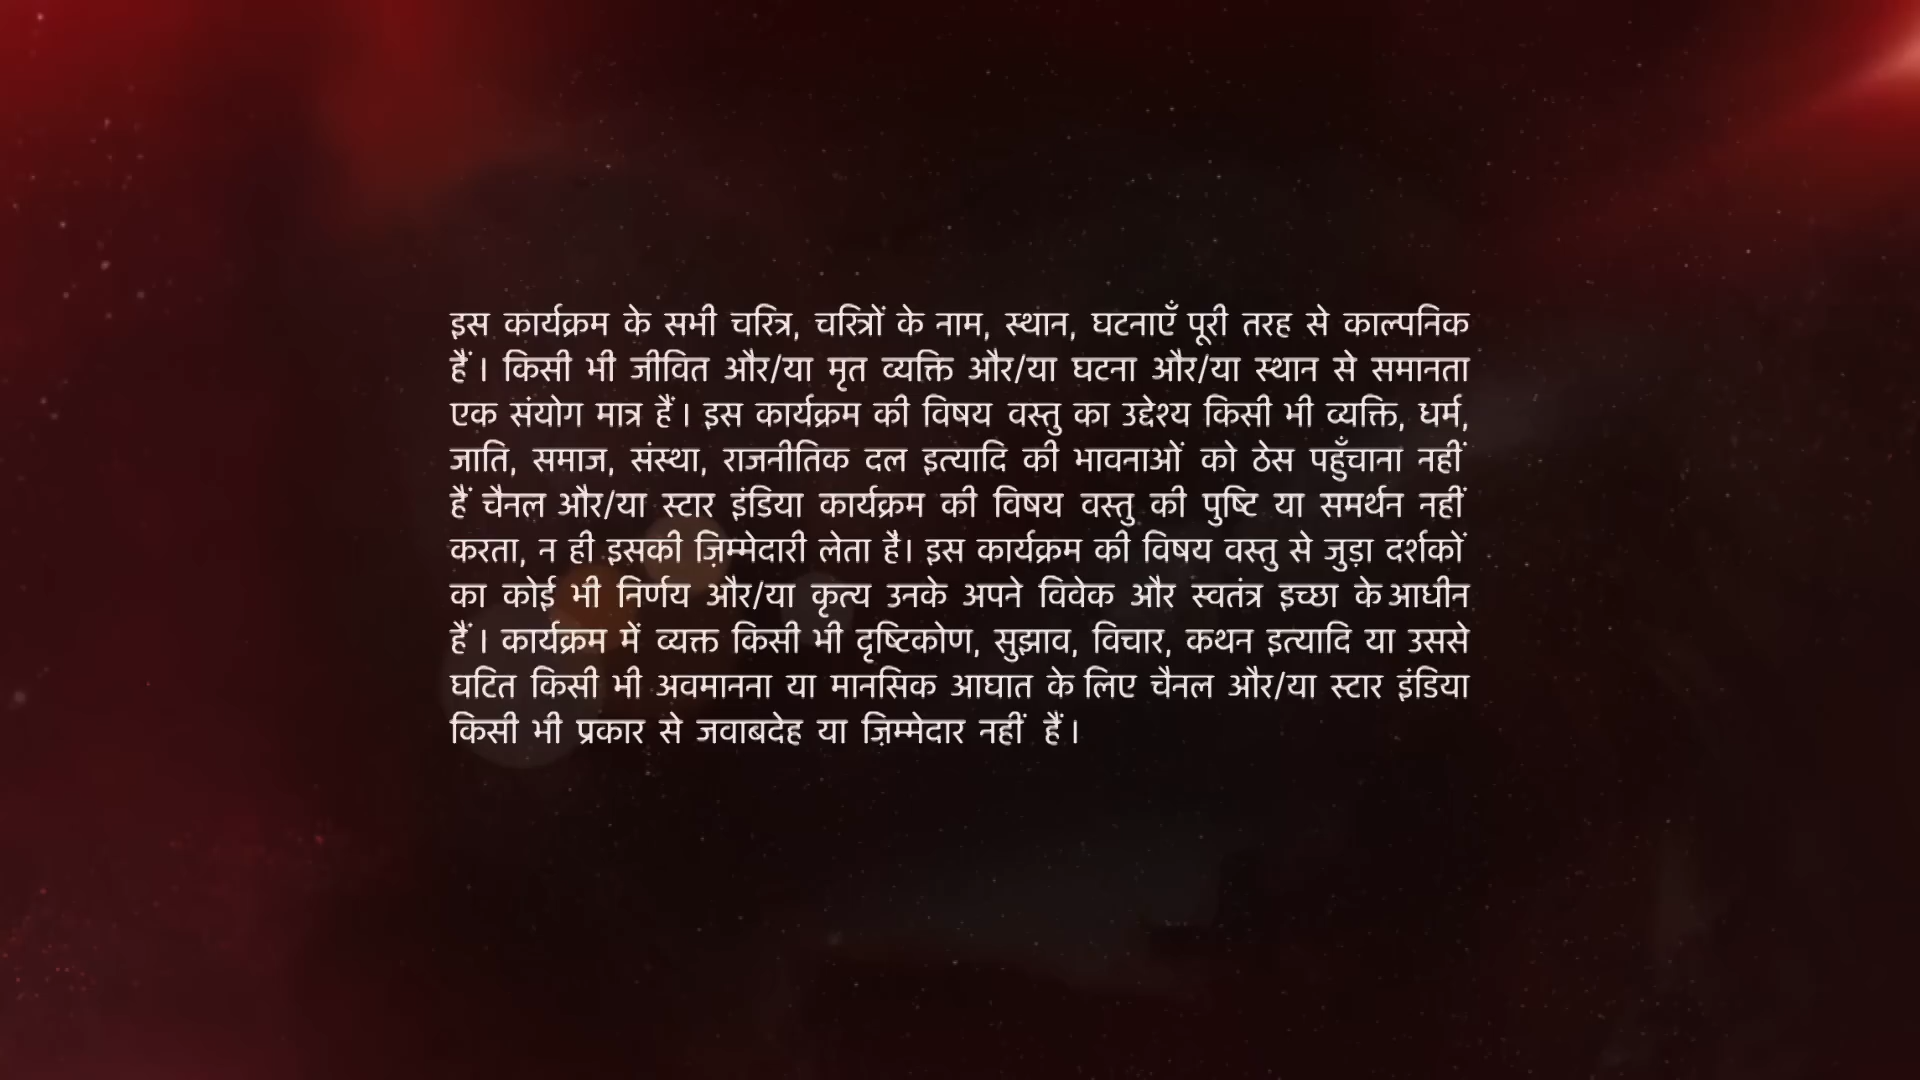 इस कार्यक्रम के सभी चरित्र, चरित्रों के नाम, स्थान, घटनाएँ पूरी तरह से काल्पनिक
हैं। किसी भी जीवित और/या मृत व्यक्ति और/या घटना और/या स्थान से समानता
एक संयोग मात्र हैं। इस कार्यक्रम की विषय वस्तु का उद्देश्य किसी भी व्यक्ति, धर्म,
जाति, समाज, संस्था, राजनीतिक दल इत्यादि की भावनाओं को ठेस पहुँचाना नहीं
हैं चैनल और/या स्टार इंडिया कार्यक्रम की विषय वस्तु की पुष्टि या समर्थन नहीं
करता, न ही इसकी ज़िम्मेदारी लेता है। इस कार्यक्रम की विषय वस्तु से जुड़ा दर्शकों
का कोई भी निर्णय और/या कृत्य उनके अपने विवेक और स्वतंत्र इच्छा के आधीन
हैं। कार्यक्रम में व्यक्त किसी भी दृष्टिकोण, सुझाव, विचार, कथन इत्यादि या उससे
घटित किसी भी अवमानना या मानसिक आघात के लिए चैनल और/या स्टार इंडिया
किसी भी प्रकार से जवाबदेह या ज़िम्मेदार नहीं हैं।